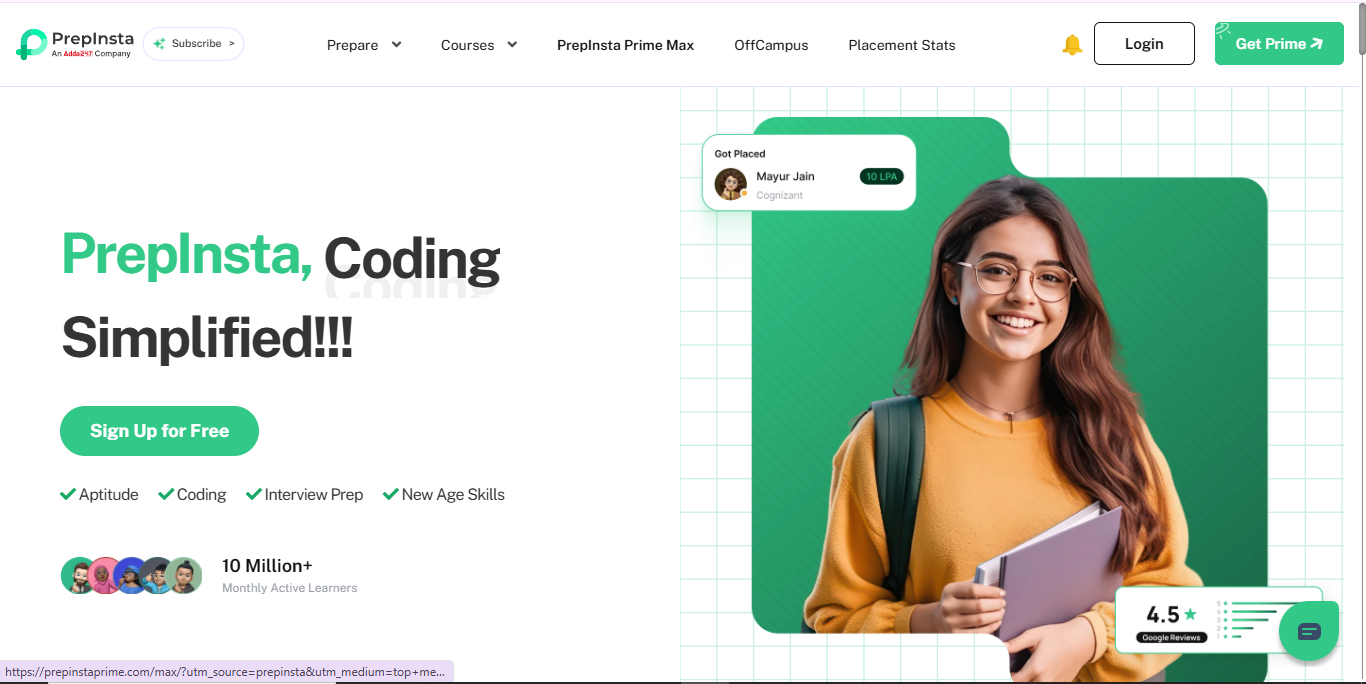 PrepInsta
An Adda247 Company
Subscribe >
Prepare
Courses
PrepInsta Prime Max
OffCampus
Placement Stats
Login
Get Prime
Got Placed
Mayur Jain
10 LPA
Cognizant
PrepInsta, Coding
Simplified!!!
Sign Up for Free
Aptitude
Coding
Interview Prep
New Age Skills
10 Million+
Monthly Active Learners
4.5
Google Reviews
5
4
3
2
1
https://prepinstaprime.com/max/?utm_source=prepinsta&utm_medium=top+me...